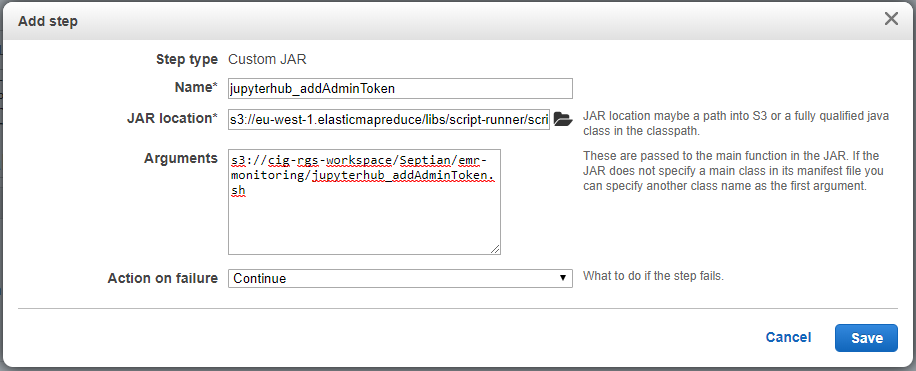 Add step
Step type Custom JAR
Name* jupyterhub_addAdminToken
JAR location* s3://eu-west-1.elasticmapreduce/libs/script-runner/scri
JAR location maybe a path into S3 or a fully qualified java
class in the classpath.
Arguments s3://cig-rgs-workspace/Septian/emr-
monitoring/jupyterhub_addAdminToken.
sh
These are passed to the main function in the JAR. If the
JAR does not specify a main class in its manifest file you
can specify another class name as the first argument.
Action on failure Continue
What to do if the step fails.
Cancel Save